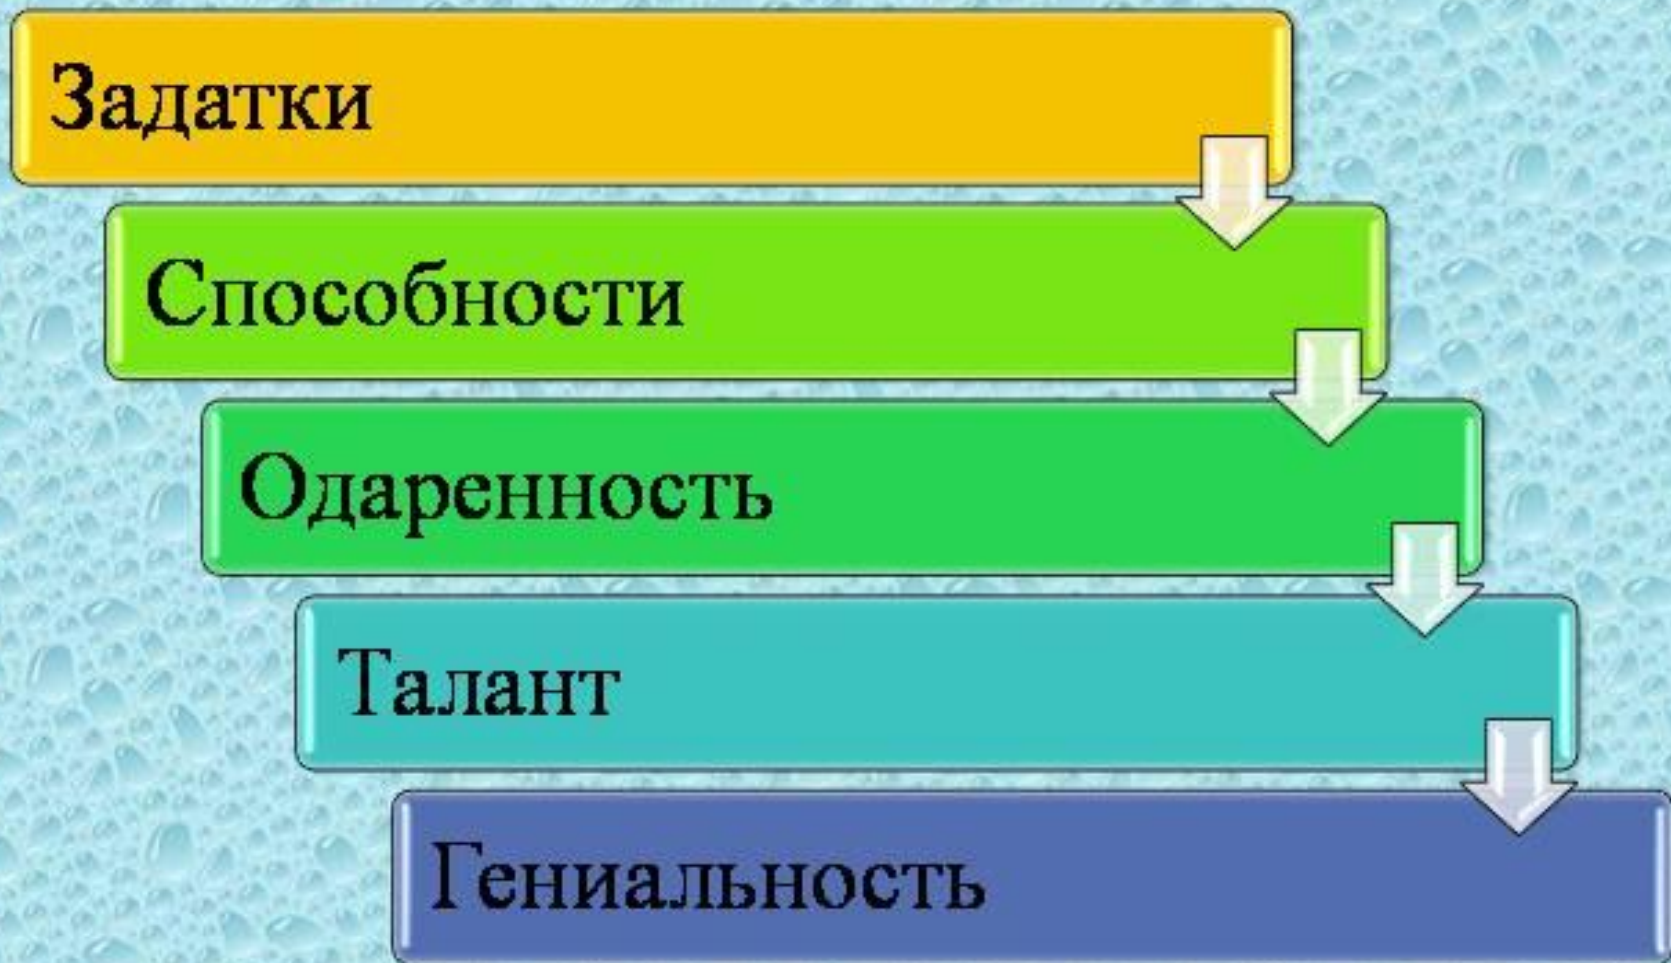 Задатки
Способности
Одаренность
Талант
Гениальность